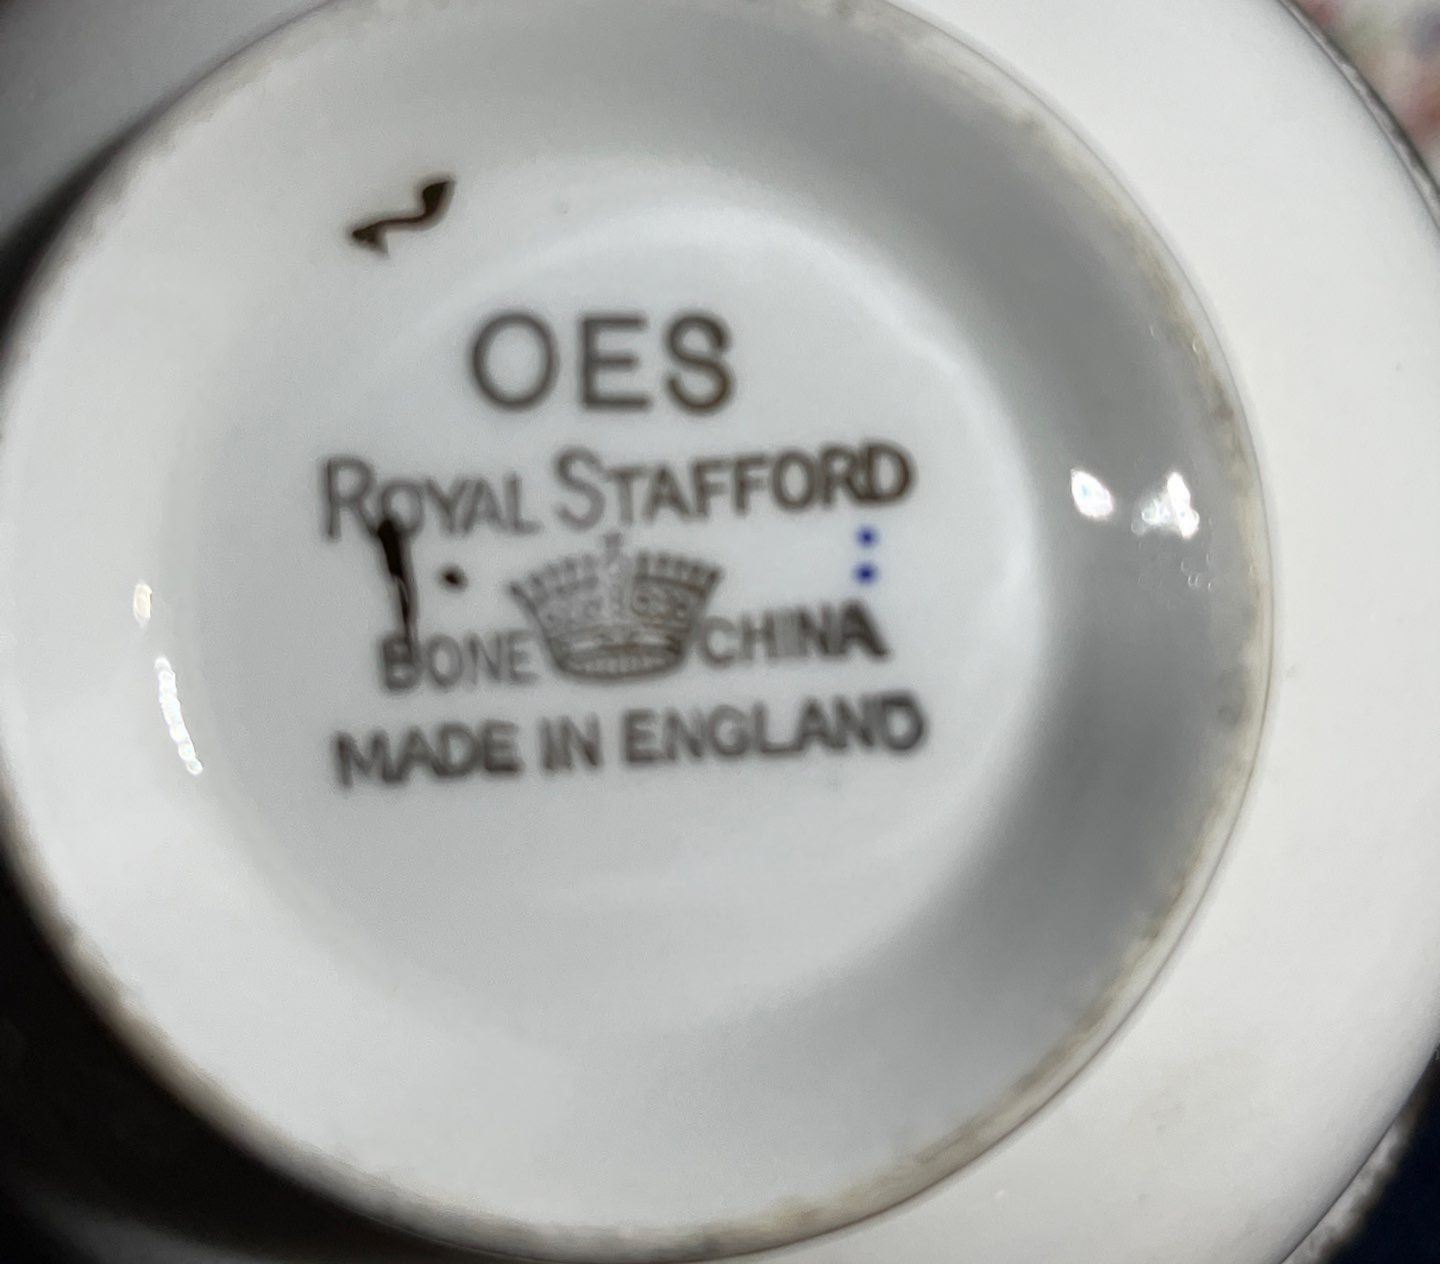 OES
ROYAL STAFFORD
BONE CHINA
MADE IN ENGLAND